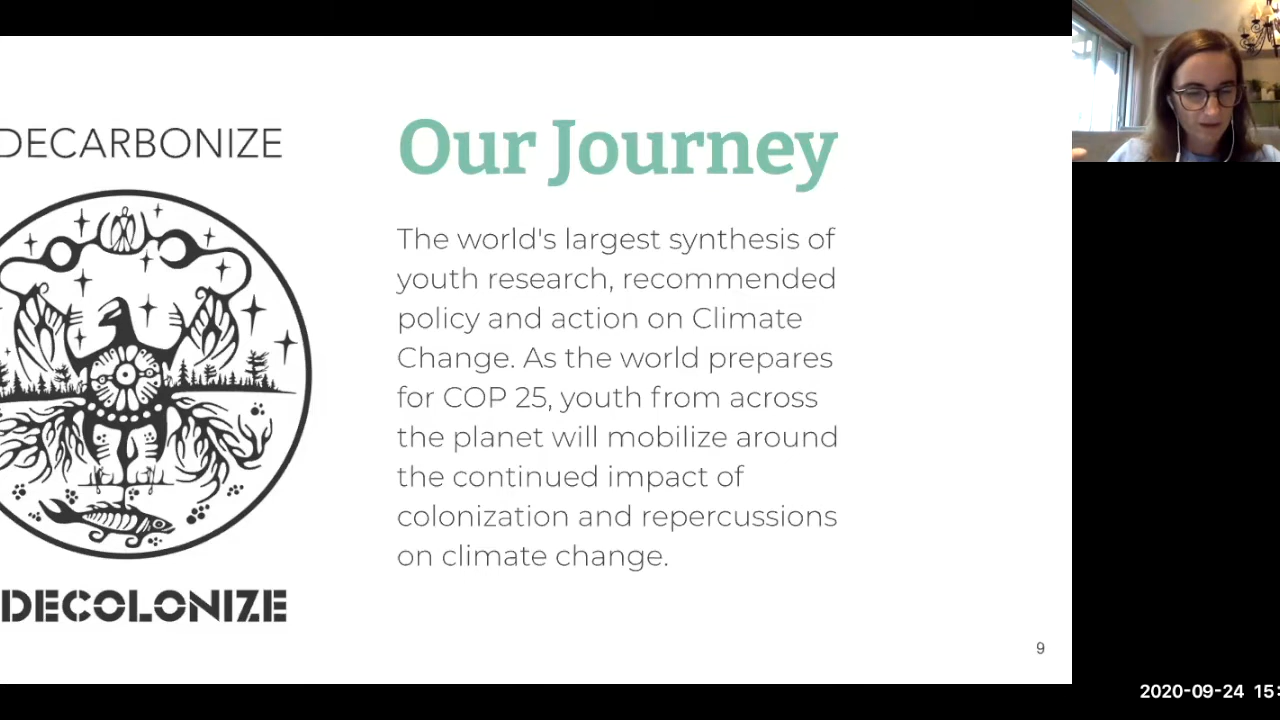 DECARBONIZE
DECOLONIZE
Our Journey
The world's largest synthesis of
youth research, recommended
policy and action on Climate
Change. As the world prepares
for COP 25, youth from across
the planet will mobilize around
the continued impact of
colonization and repercussions
on climate change.
9
2020-09-24 15: